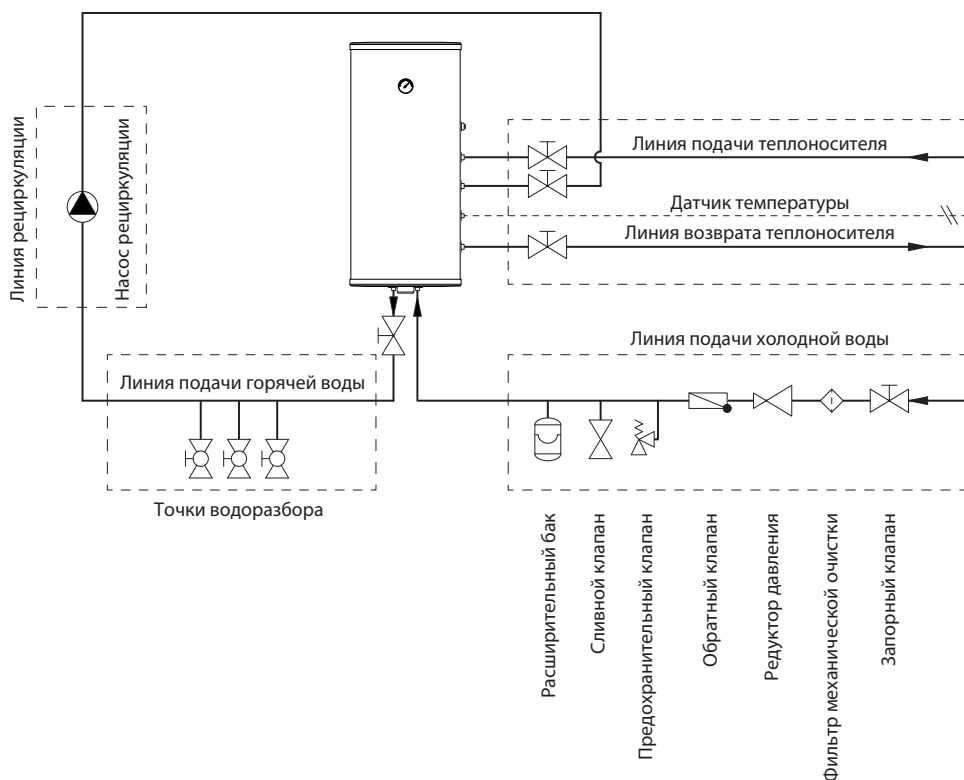 Линия рециркуляции
Насос рециркуляции
Линия подачи теплоносителя
Датчик температуры
Линия возврата теплоносителя
Линия подачи холодной воды
Линия подачи горячей воды
Точки водоразбора
Расширительный бак
Сливной клапан
Предохранительный клапан
Обратный клапан
Редуктор давления
Фильтр механической очистки
Запорный клапан